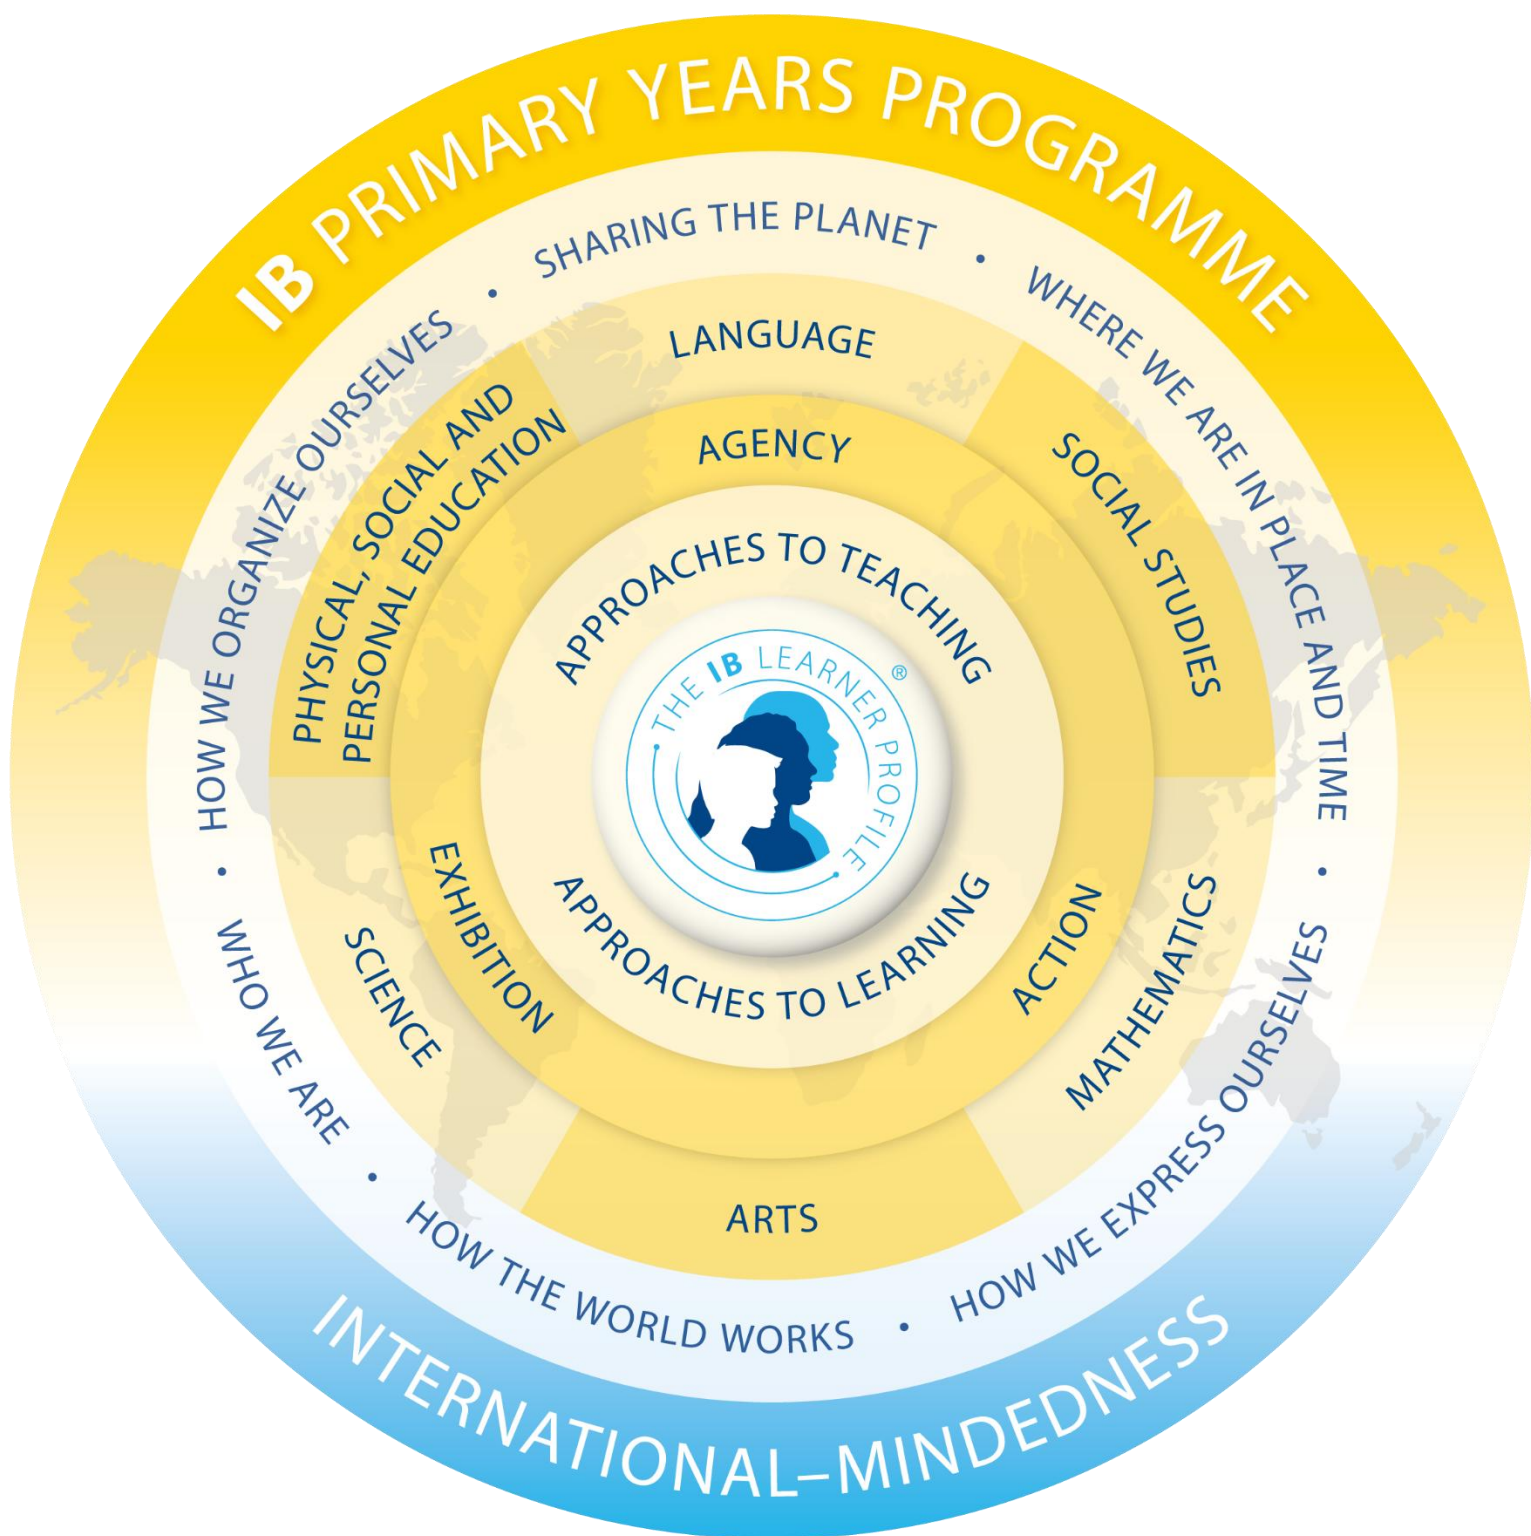 IB PRIMARY YEARS PROGRAMME
SHARING THE PLANET
•
WHERE WE ARE IN PLACE AND TIME
•
HOW WE EXPRESS OURSELVES
•
HOW THE WORLD WORKS
•
WHO WE ARE
•
HOW WE ORGANIZE OURSELVES
•
LANGUAGE
SOCIAL STUDIES
MATHEMATICS
ARTS
SCIENCE
PHYSICAL, SOCIAL AND
PERSONAL EDUCATION
AGENCY
ACTION
EXHIBITION
APPROACHES TO TEACHING
APPROACHES TO LEARNING
THE IB LEARNER PROFILE
®
INTERNATIONAL–MINDEDNESS